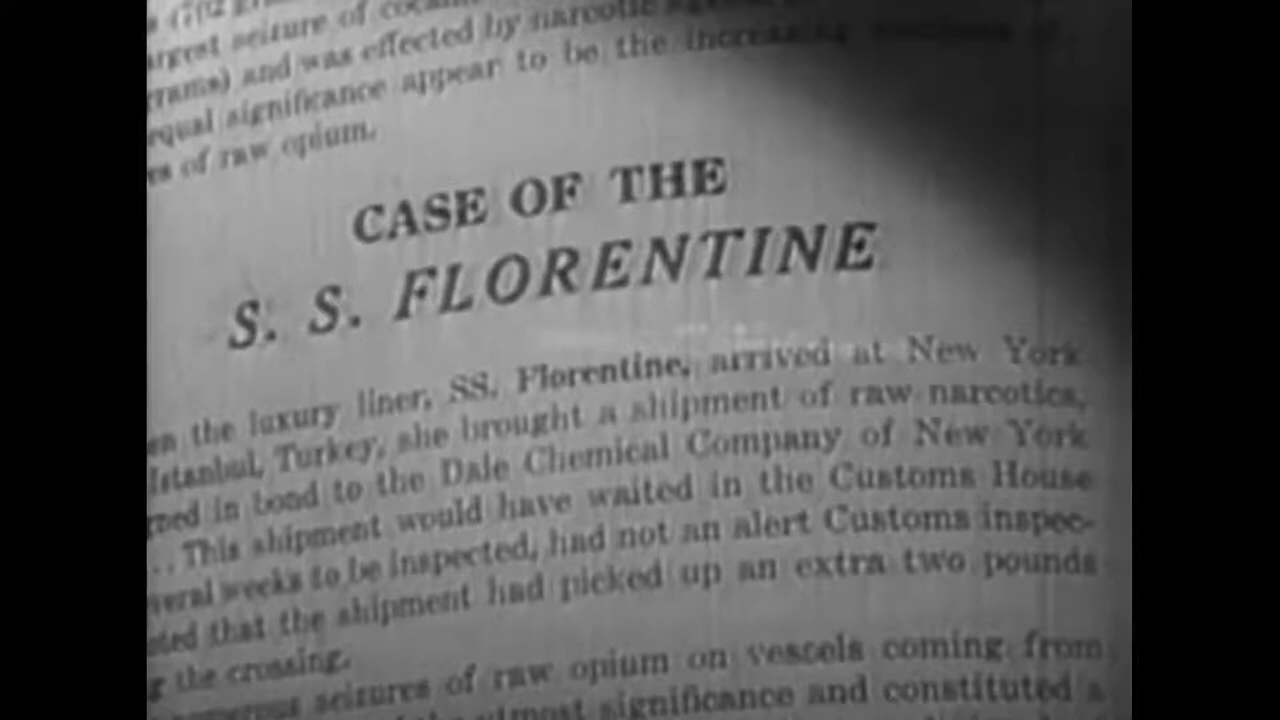 seizure of
and was effected by narcotic
equal significance appear to be the increasing
of raw opium.
CASE OF THE
S. S. FLORENTINE
the luxury liner, SS. Florentine, arrived at New York
Istanbul, Turkey, she brought a shipment of raw narcotics,
in bond to the Dale Chemical Company of New York
... This shipment would have waited in the Customs House
weeks to be inspected, had not an alert Customs inspec-
that the shipment had picked up an extra two pounds
the crossing.
seizures of raw opium on vessels coming from
utmost significance and constituted a